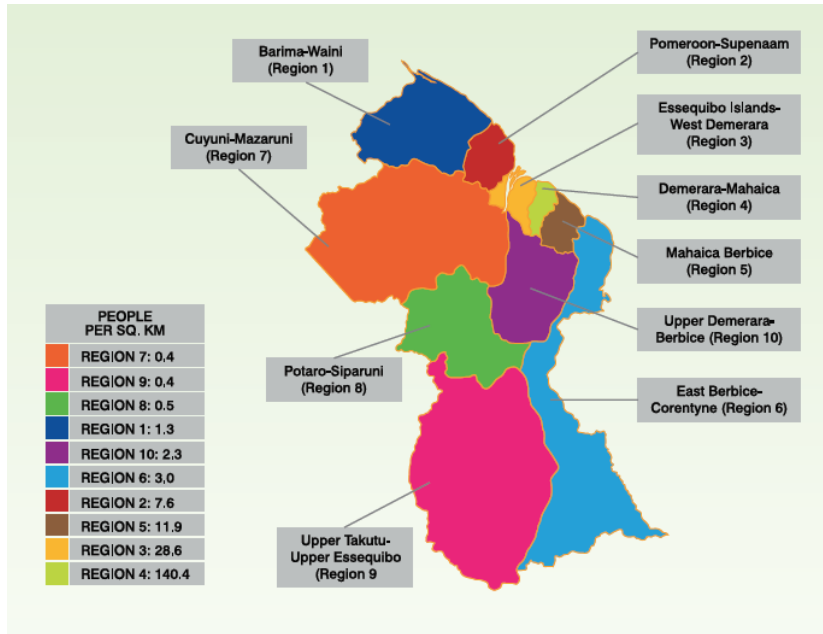 Barima-Waini
(Region 1)
Pomeroon-Supenaam
(Region 2)
Essequibo Islands-
West Demerara
(Region 3)
Cuyuni-Mazaruni
(Region 7)
Demerara-Mahaica
(Region 4)
Mahaica Berbice
(Region 5)
Upper Demerara-
Berbice (Region 10)
Potaro-Siparuni
(Region 8)
East Berbice-
Corentyne (Region 6)
Upper Takutu-
Upper Essequibo
(Region 9
PEOPLE
PER SQ. KM
REGION 7: 0.4
REGION 9: 0.4
REGION 8: 0.5
REGION 1: 1.3
REGION 10: 2.3
REGION 6: 3,0
REGION 2: 7.6
REGION 5: 11.9
REGION 3: 28,6
REGION 4: 140.4